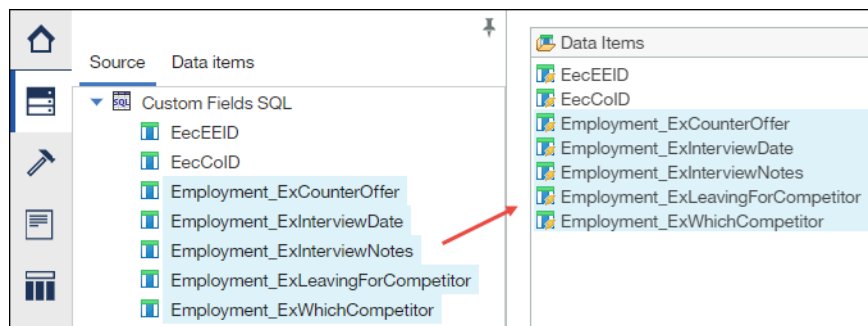 Source Data items
SQL Custom Fields SQL
EecEEID
EecCoID
Employment_ExCounterOffer
Employment_ExInterviewDate
Employment_ExInterviewNotes
Employment_ExLeavingForCompetitor
Employment_ExWhichCompetitor
Data Items
EecEEID
EecCoID
Employment_ExCounterOffer
Employment_ExInterviewDate
Employment_ExInterviewNotes
Employment_ExLeavingForCompetitor
Employment_ExWhichCompetitor